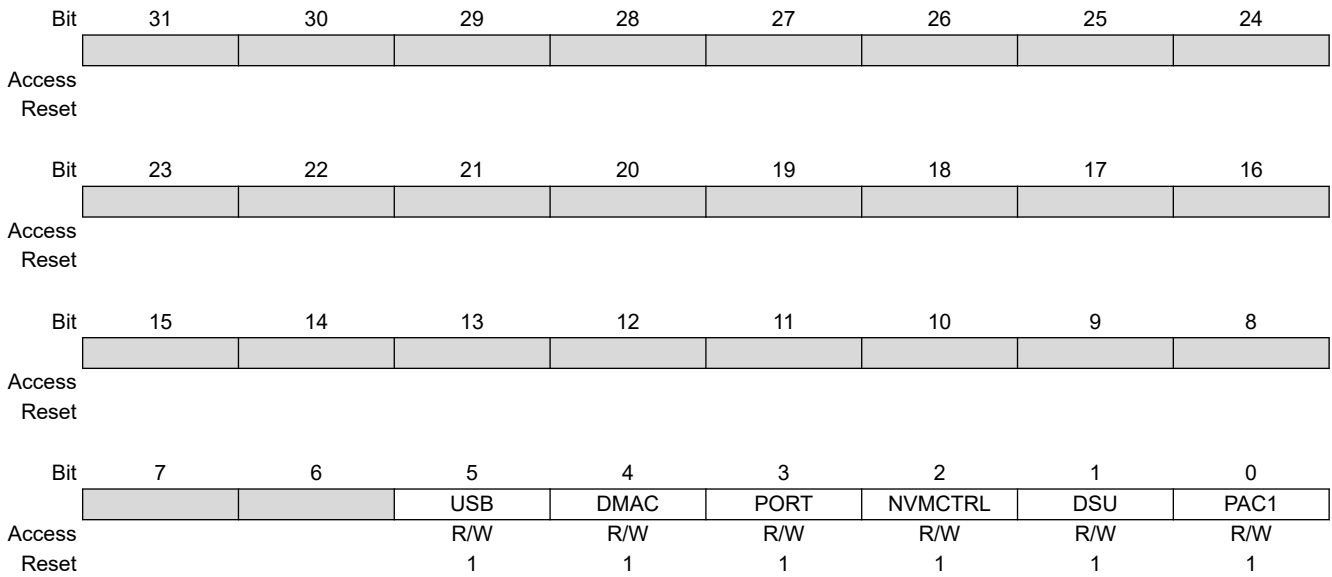 Bit 31 30 29 28 27 26 25 24
Access
Reset
Bit 23 22 21 20 19 18 17 16
Access
Reset
Bit 15 14 13 12 11 10 9 8
Access
Reset
Bit 7 6 5 4 3 2 1 0
USB DMAC PORT NVMCTRL DSU PAC1
Access R/W R/W R/W R/W R/W R/W
Reset 1 1 1 1 1 1